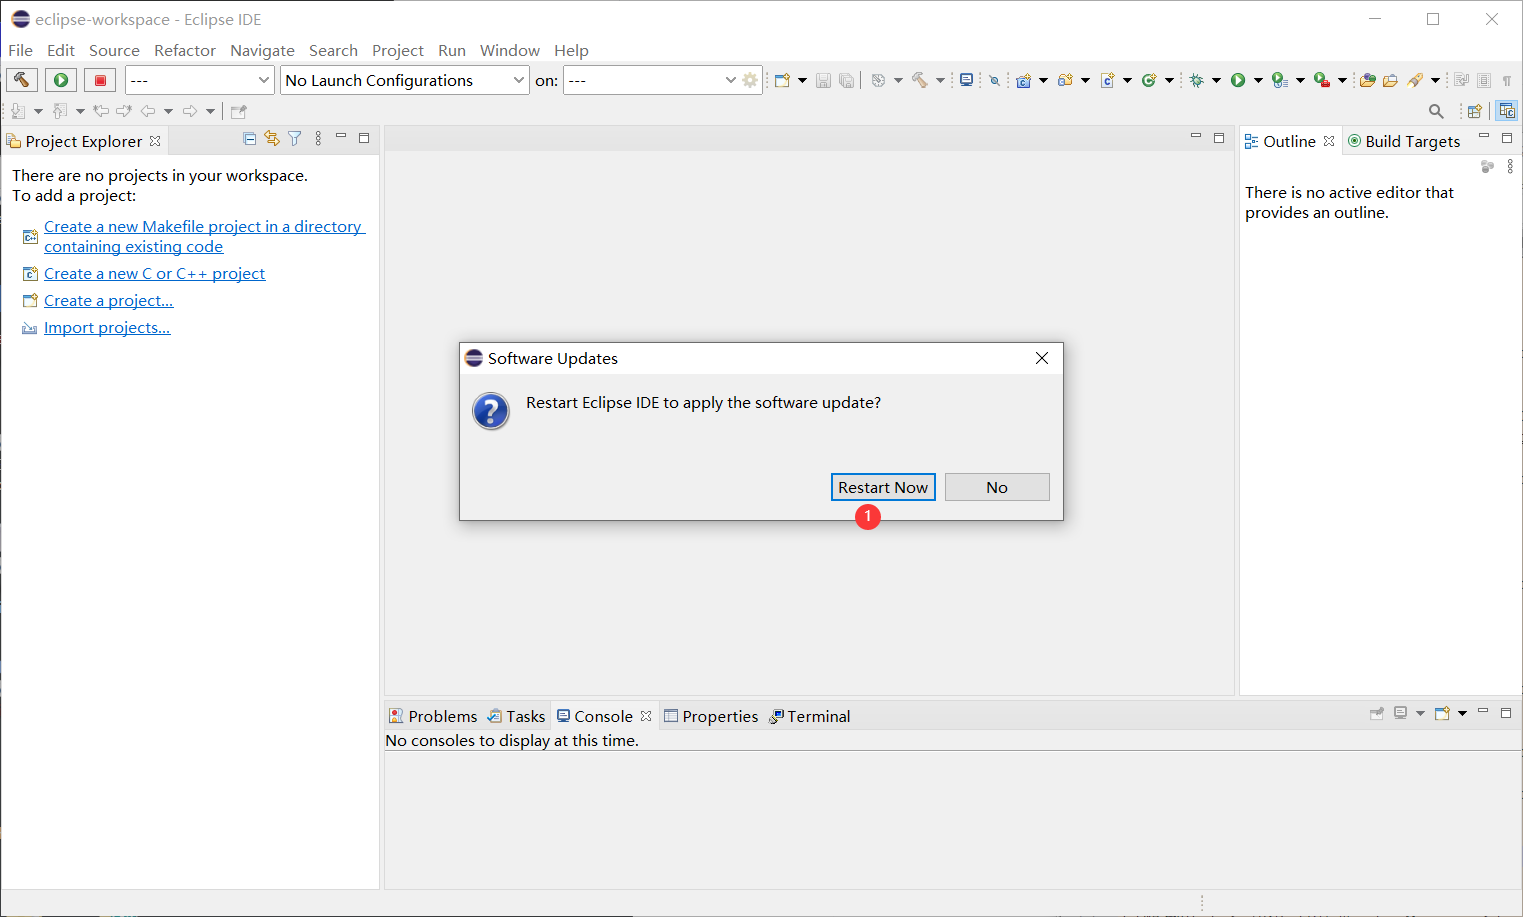 eclipse-workspace - Eclipse IDE
File Edit Source Refactor Navigate Search Project Run Window Help
--- No Launch Configurations on: ---
Project Explorer
There are no projects in your workspace.
To add a project:
Create a new Makefile project in a directory
containing existing code
Create a new C or C++ project
Create a project...
Import projects...
Outline Build Targets
There is no active editor that
provides an outline.
Software Updates
Restart Eclipse IDE to apply the software update?
Restart Now No
1
Problems Tasks Console Properties Terminal
No consoles to display at this time.